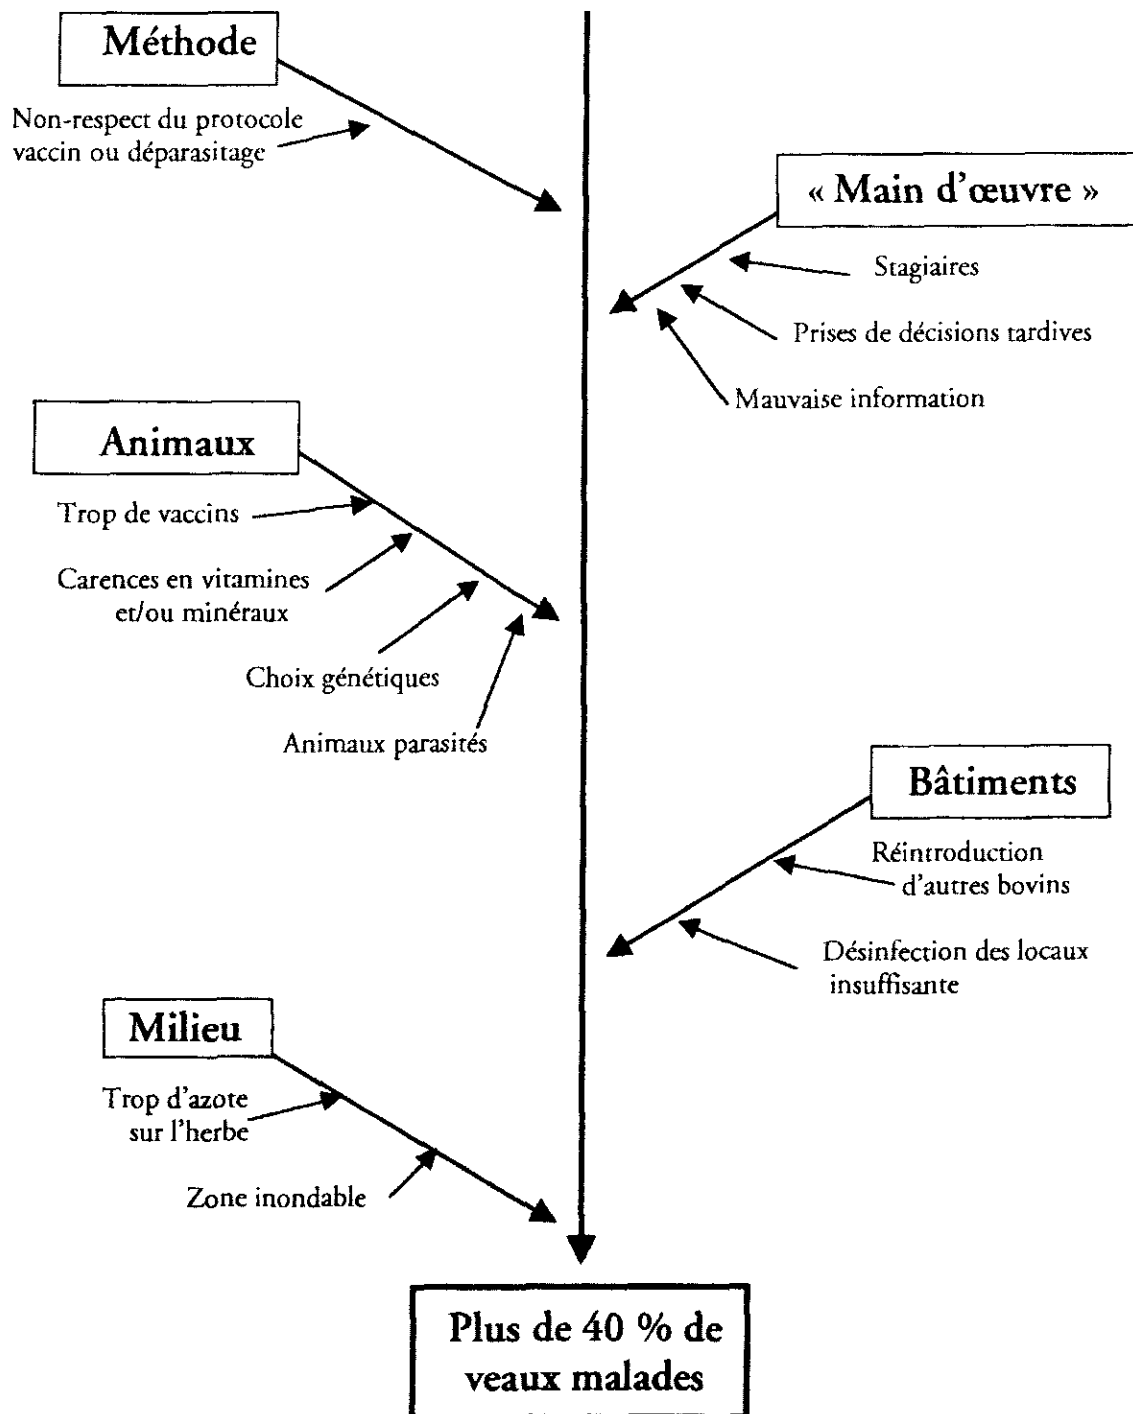 Méthode
Non-respect du protocole
vaccin ou déparasitage
« Main d'œuvre »
Stagiaires
Prises de décisions tardives
Mauvaise information
Animaux
Trop de vaccins
Carences en vitamines
et/ou minéraux
Choix génétiques
Animaux parasités
Bâtiments
Réintroduction
d'autres bovins
Désinfection des locaux
insuffisante
Milieu
Trop d'azote
sur l'herbe
Zone inondable
Plus de 40 % de
veaux malades